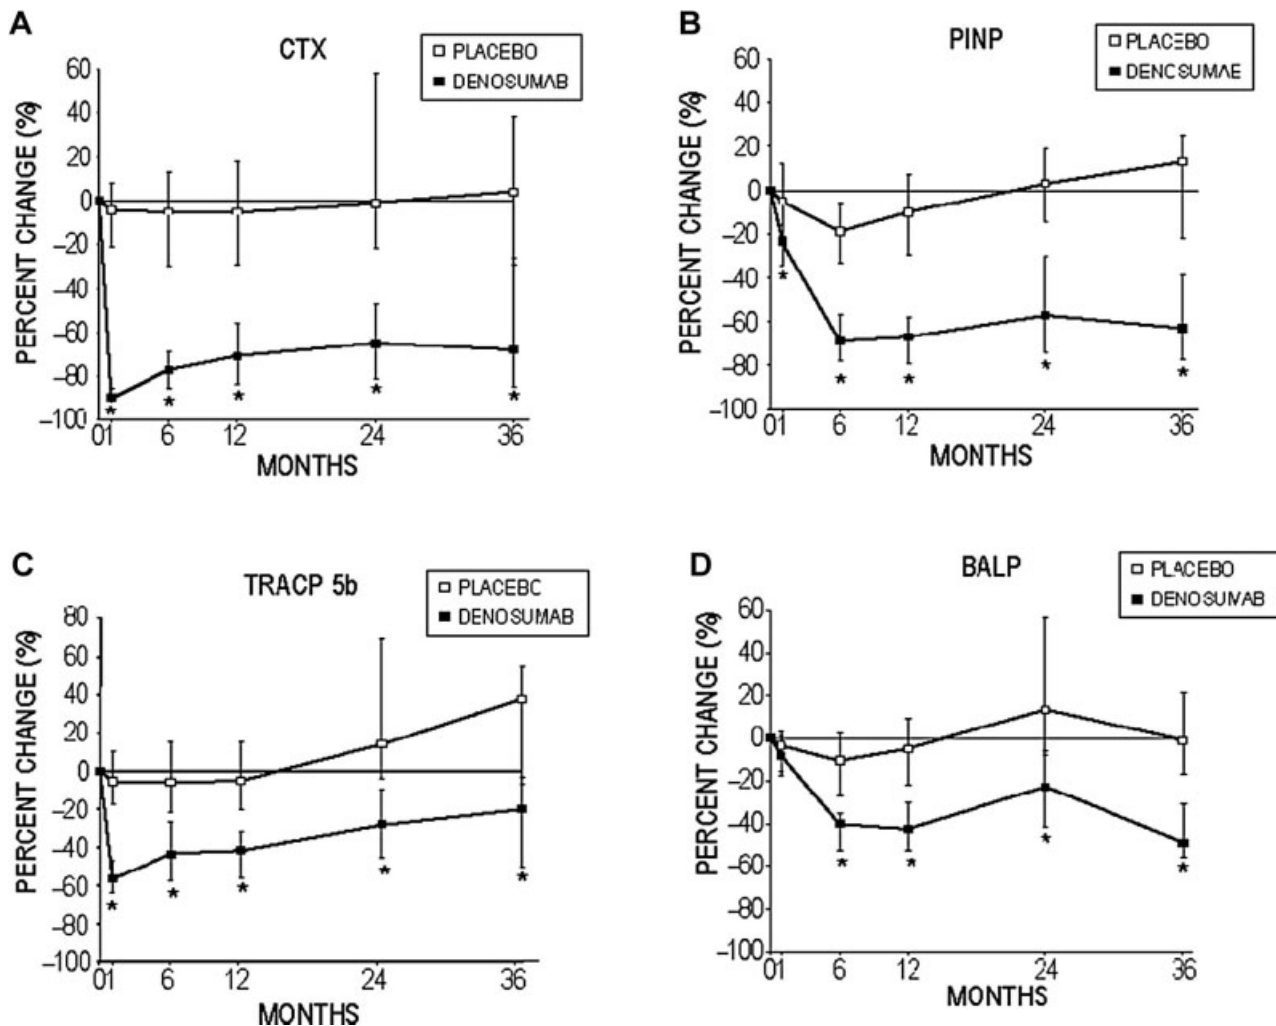 A
CTX
PLACEBO
DENOSUMAB
PERCENT CHANGE (%)
60
40
20
0
–20
–40
–60
–80
–100
*
*
*
*
*
01 6 12 24 36
MONTHS
B
PINP
PLACEBO
DENCSUMAE
PERCENT CHANGE (%)
60
40
20
0
–20
–40
–60
–80
–100
*
*
*
*
*
01 6 12 24 36
MONTHS
C
TRACP 5b
PLACEBC
DENOSUMAB
PERCENT CHANGE (%)
80
60
40
20
0
–20
–40
–60
–80
–100
*
*
*
*
*
01 6 12 24 36
MONTHS
D
BALP
PLACEBO
DENOSUMAB
PERCENT CHANGE (%)
60
40
20
0
–20
–40
–60
–80
–100
*
*
*
*
01 6 12 24 36
MONTHS